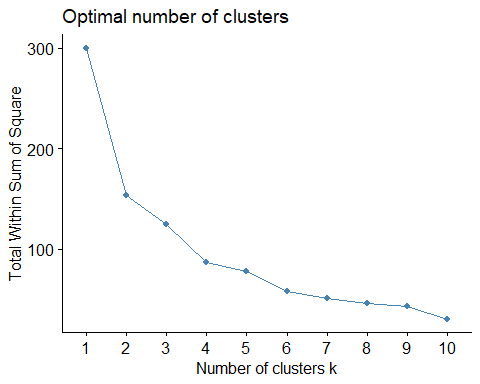 Optimal number of clusters
Total Within Sum of Square
300
200
100
1 2 3 4 5 6 7 8 9 10
Number of clusters k